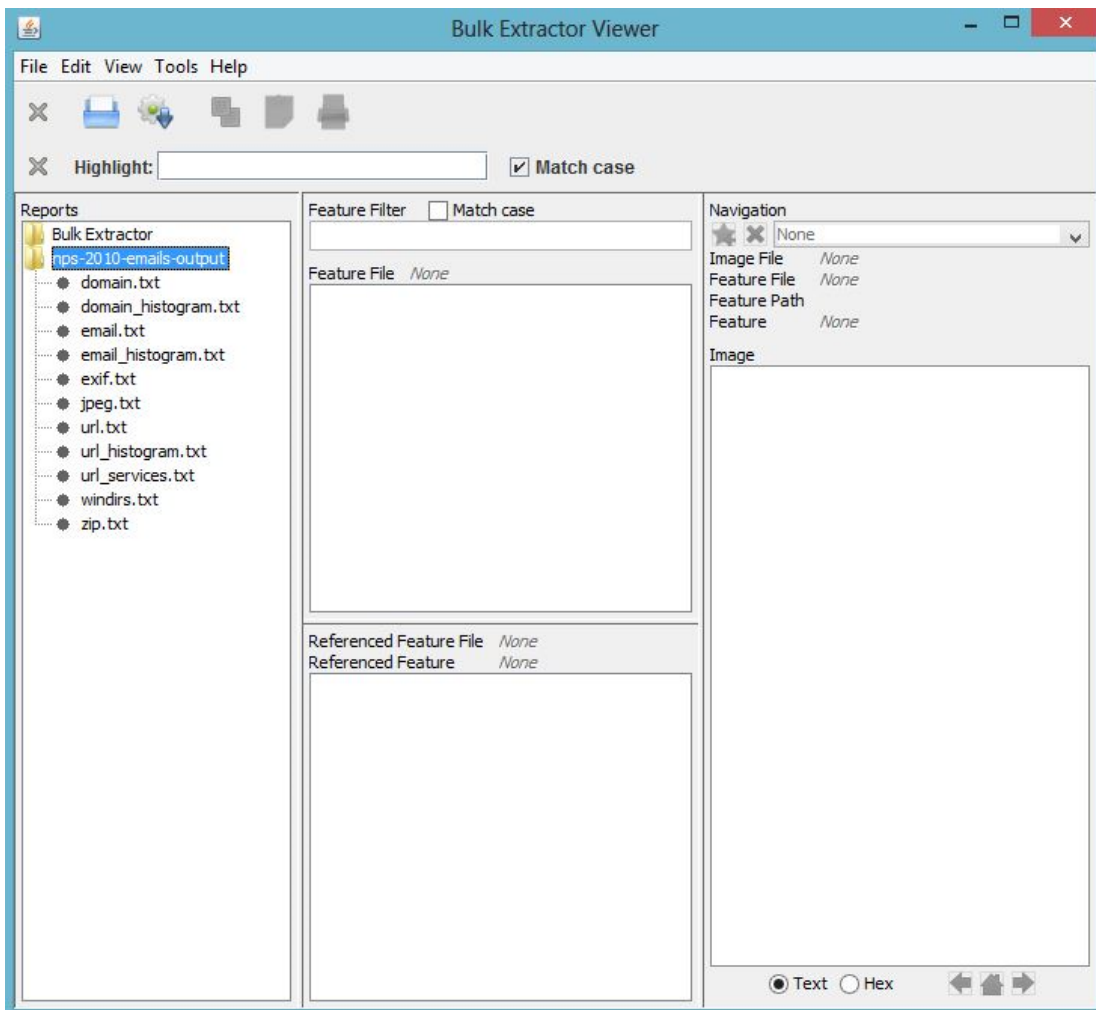 Bulk Extractor Viewer
File Edit View Tools Help
Highlight:
Match case
Reports
Bulk Extractor
nps-2010-emails-output
domain.txt
domain_histogram.txt
email.txt
email_histogram.txt
exif.txt
jpeg.txt
url.txt
url_histogram.txt
url_services.txt
windirs.txt
zip.txt
Feature Filter Match case
Feature File None
Referenced Feature File None
Referenced Feature None
Navigation
None
Image File None
Feature File None
Feature Path
Feature None
Image
Text Hex